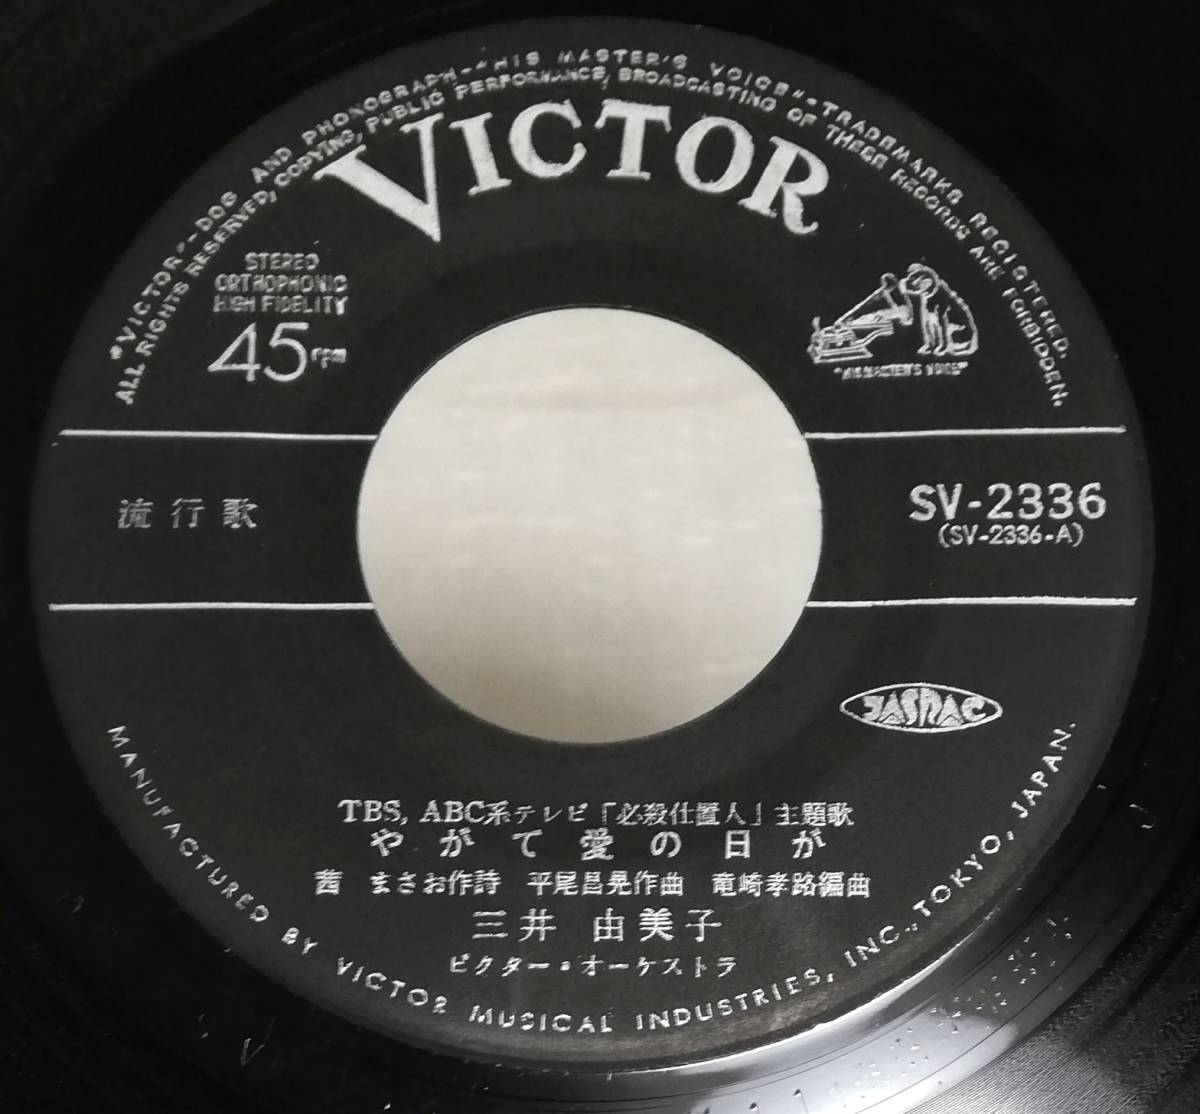 "VICTOR"-DOG AND PHONOGRAPH-"HIS MASTER'S VOICE"-TRADEMARKS REGISTERED.
ALL RIGHTS RESERVED, COPYING, PUBLIC PERFORMANCE, BROADCASTING OF THESE RECORDS ARE FORBIDDEN.
VICTOR
STEREO
ORTHOPHONIC
HIGH FIDELITY
45rpm
"HIS MASTER'S VOICE"
流行歌
SV-2336
(SV-2336-A)
JASRAC
TBS, ABC系テレビ「必殺仕置人」主題歌
やがて愛の日が
茜 まさお作詩 平尾昌晃作曲 竜崎孝路編曲
三井 由美子
ビクター・オーケストラ
MANUFACTURED BY VICTOR MUSICAL INDUSTRIES, INC., TOKYO, JAPAN.